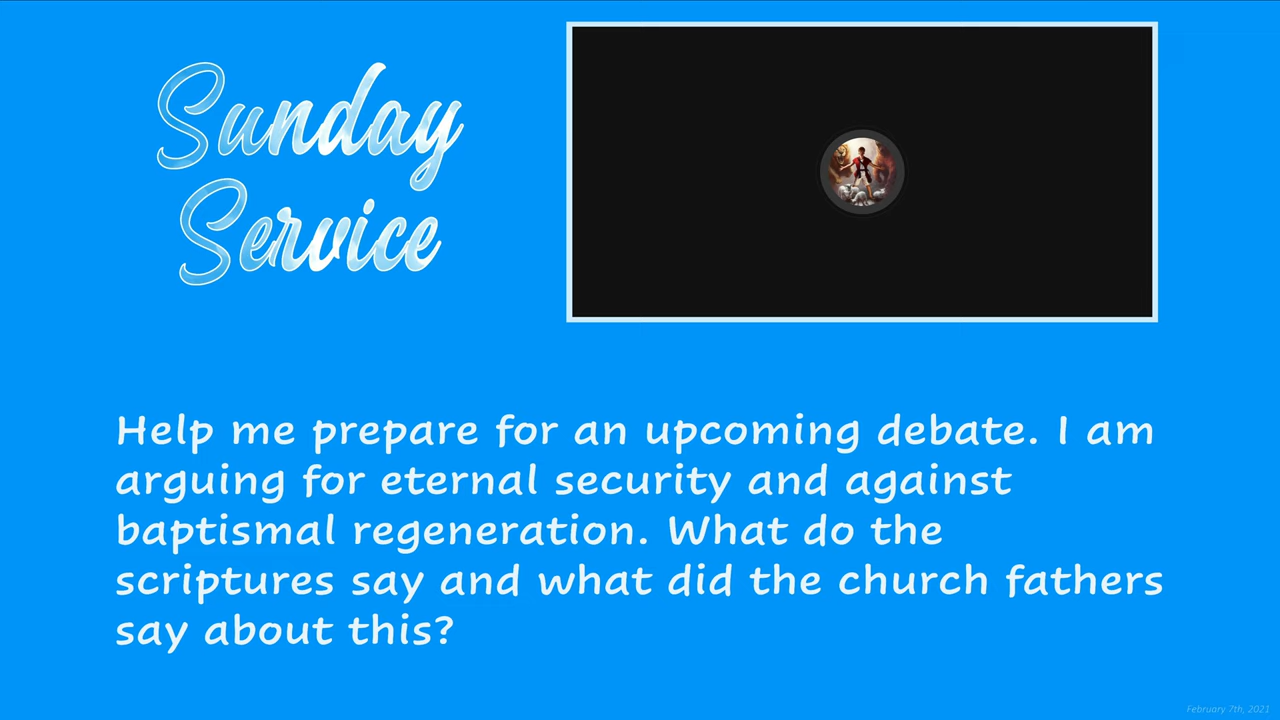 Sunday
Service
Help me prepare for an upcoming debate. I am
arguing for eternal security and against
baptismal regeneration. What do the
scriptures say and what did the church fathers
say about this?
February 7th, 2021